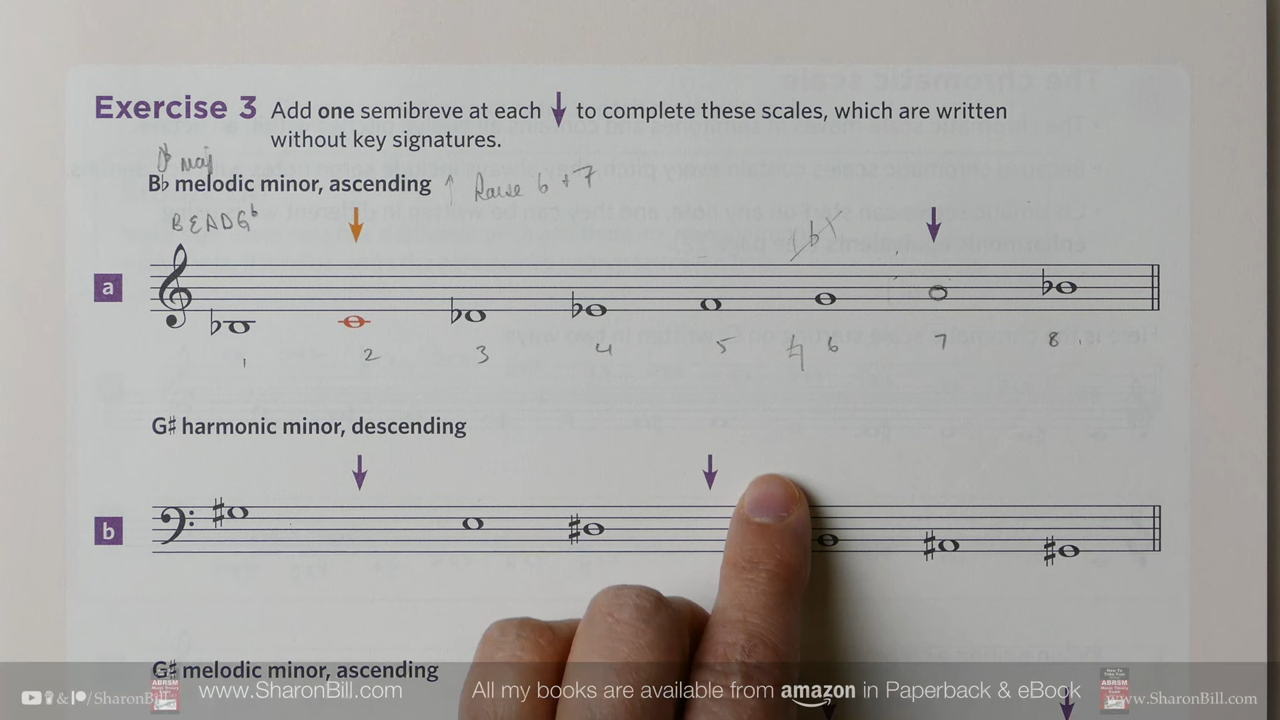 Exercise 3 Add one semibreve at each ↓ to complete these scales, which are written
without key signatures.
maj
B♭ melodic minor, ascending ↑ Raise 6 + 7
BEADG♭
a
1 2 3 4 5 ♮ 6 7 8
G♯ harmonic minor, descending
b
G♯ melodic minor, ascending
& www.SharonBill.com All my books are available from amazon in Paperback & eBook www.SharonBill.com